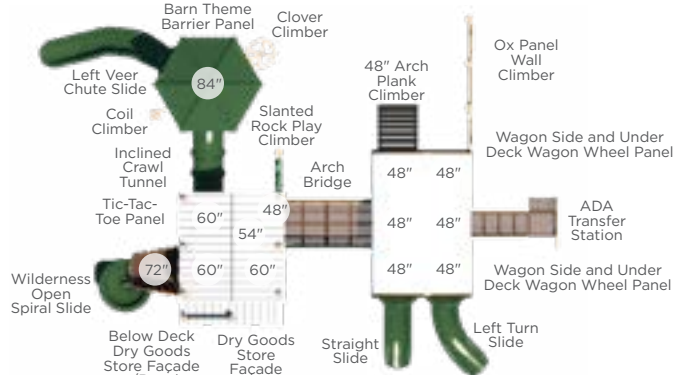 Barn Theme
Barrier Panel
Clover
Climber
Left Veer
Chute Slide
84"
Coil
Climber
Slanted
Rock Play
Climber
Inclined
Crawl
Tunnel
Arch
Bridge
48" Arch
Plank
Climber
Ox Panel
Wall
Climber
Wagon Side and Under
Deck Wagon Wheel Panel
Tic-Tac-
Toe Panel
60"
48"
54"
60"
60"
72"
48"
48"
48"
48"
48"
48"
ADA
Transfer
Station
Wagon Side and Under
Deck Wagon Wheel Panel
Wilderness
Open
Spiral Slide
Below Deck
Dry Goods
Store Façade
Dry Goods
Store
Façade
Straight
Slide
Left Turn
Slide